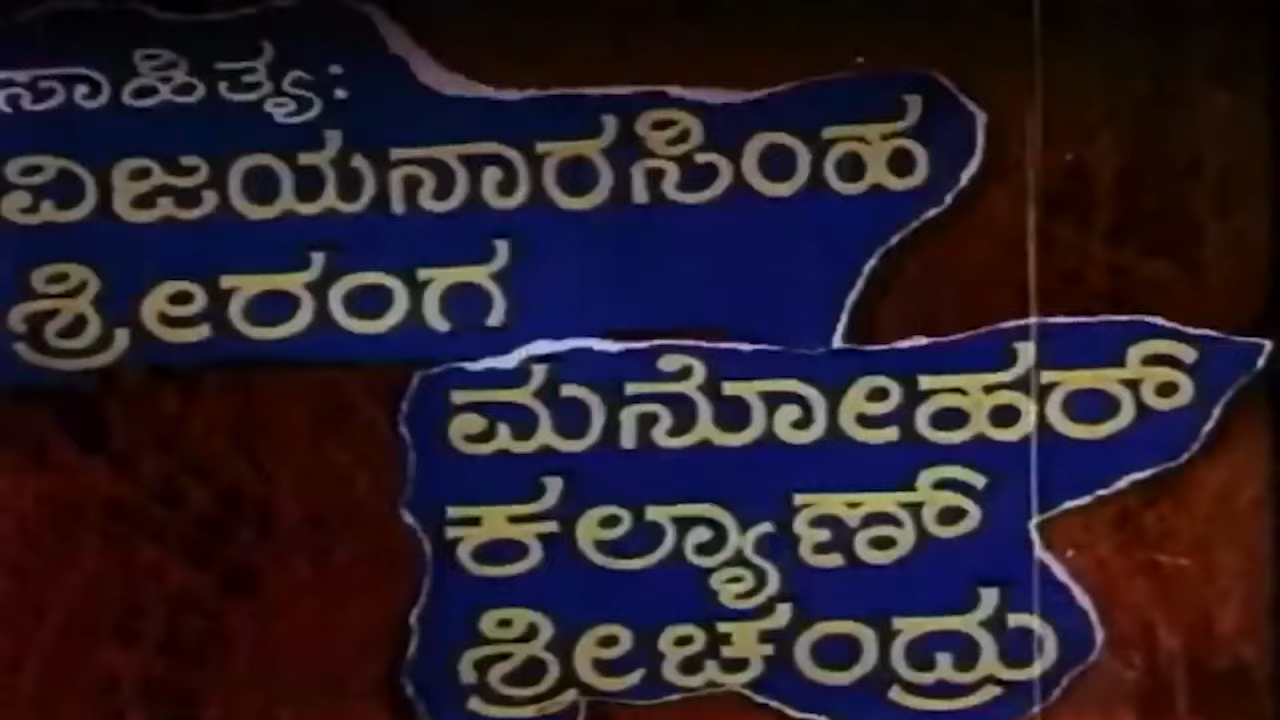 ಸಾಹಿತ್ಯ:
ವಿಜಯನಾರಸಿಂಹ
ಶ್ರೀರಂಗ
ಮನೋಹರ್
ಕಲ್ಯಾಣ್
ಶ್ರೀಚಂದ್ರು